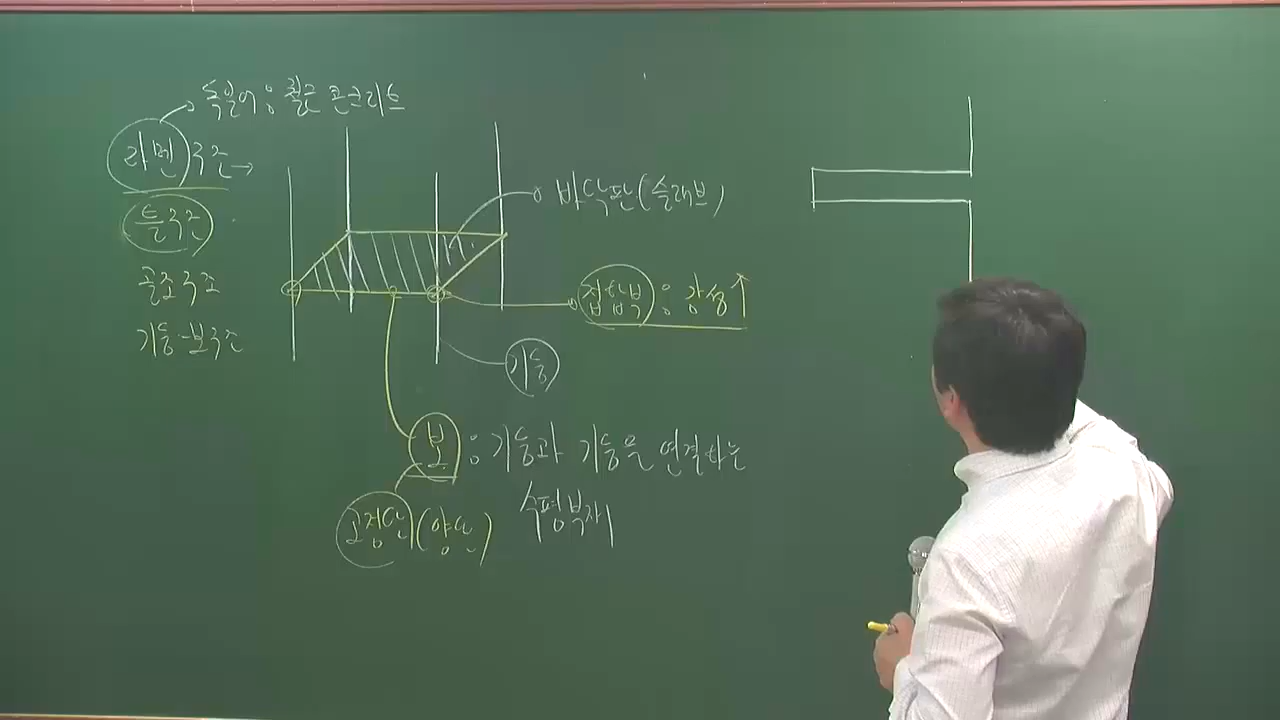 독일어 : 철근 콘크리트
라멘 구조 →
틀구조
골조구조
기둥-보구조
바닥판(슬래브)
접합부 : 강성↑
기둥
보 : 기둥과 기둥을 연결하는
수평부재
고정단(양단)